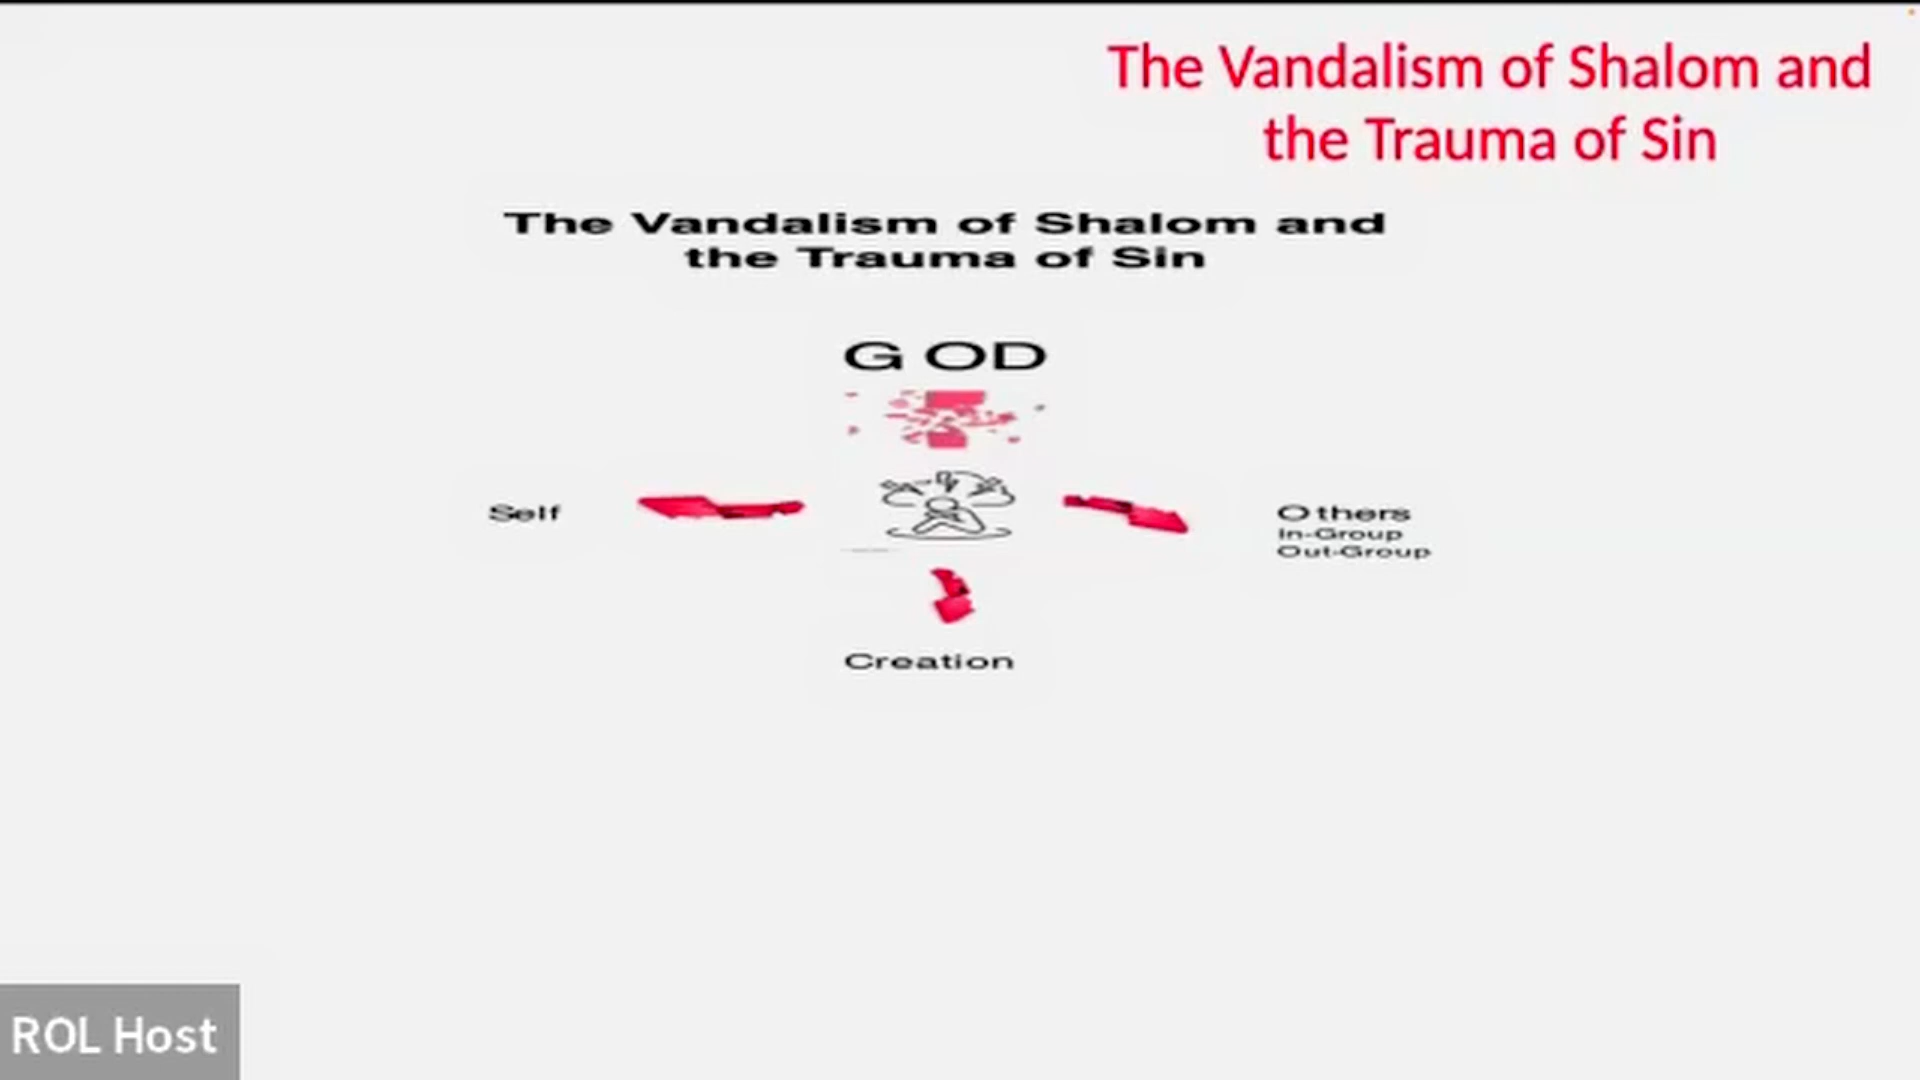 The Vandalism of Shalom and
the Trauma of Sin
The Vandalism of Shalom and
the Trauma of Sin
G OD
Self
Others
In-Group
Out-Group
Creation
ROL Host